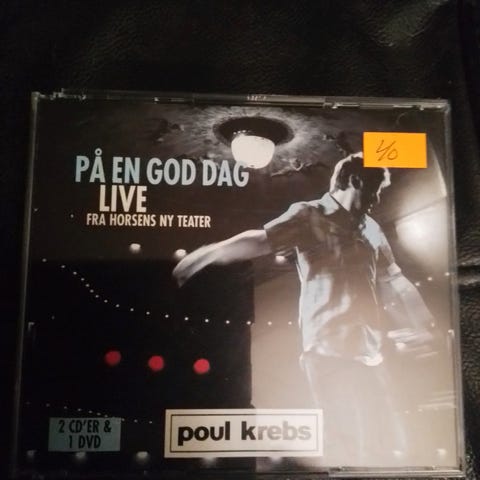 PÅ EN GOD DAG
LIVE
FRA HORSENS NY TEATER
40
2 CD'ER &
1 DVD
poul krebs